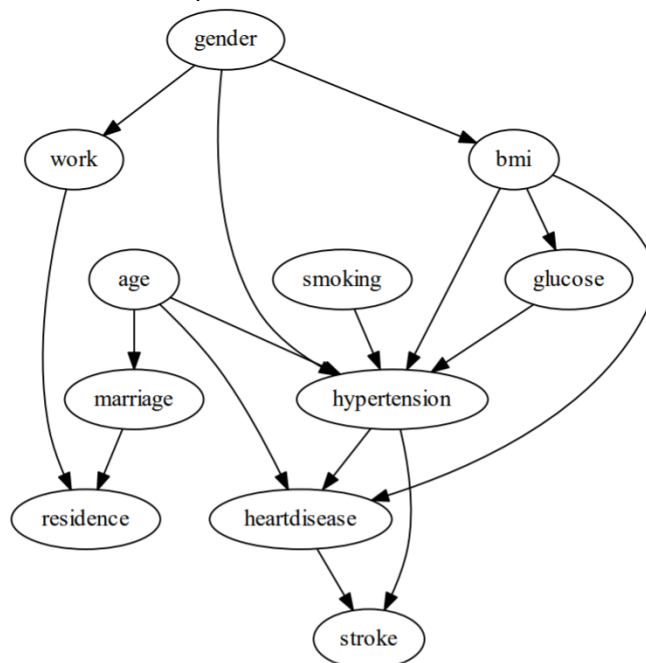 gender
work
bmi
age
smoking
glucose
marriage
hypertension
residence
heartdisease
stroke